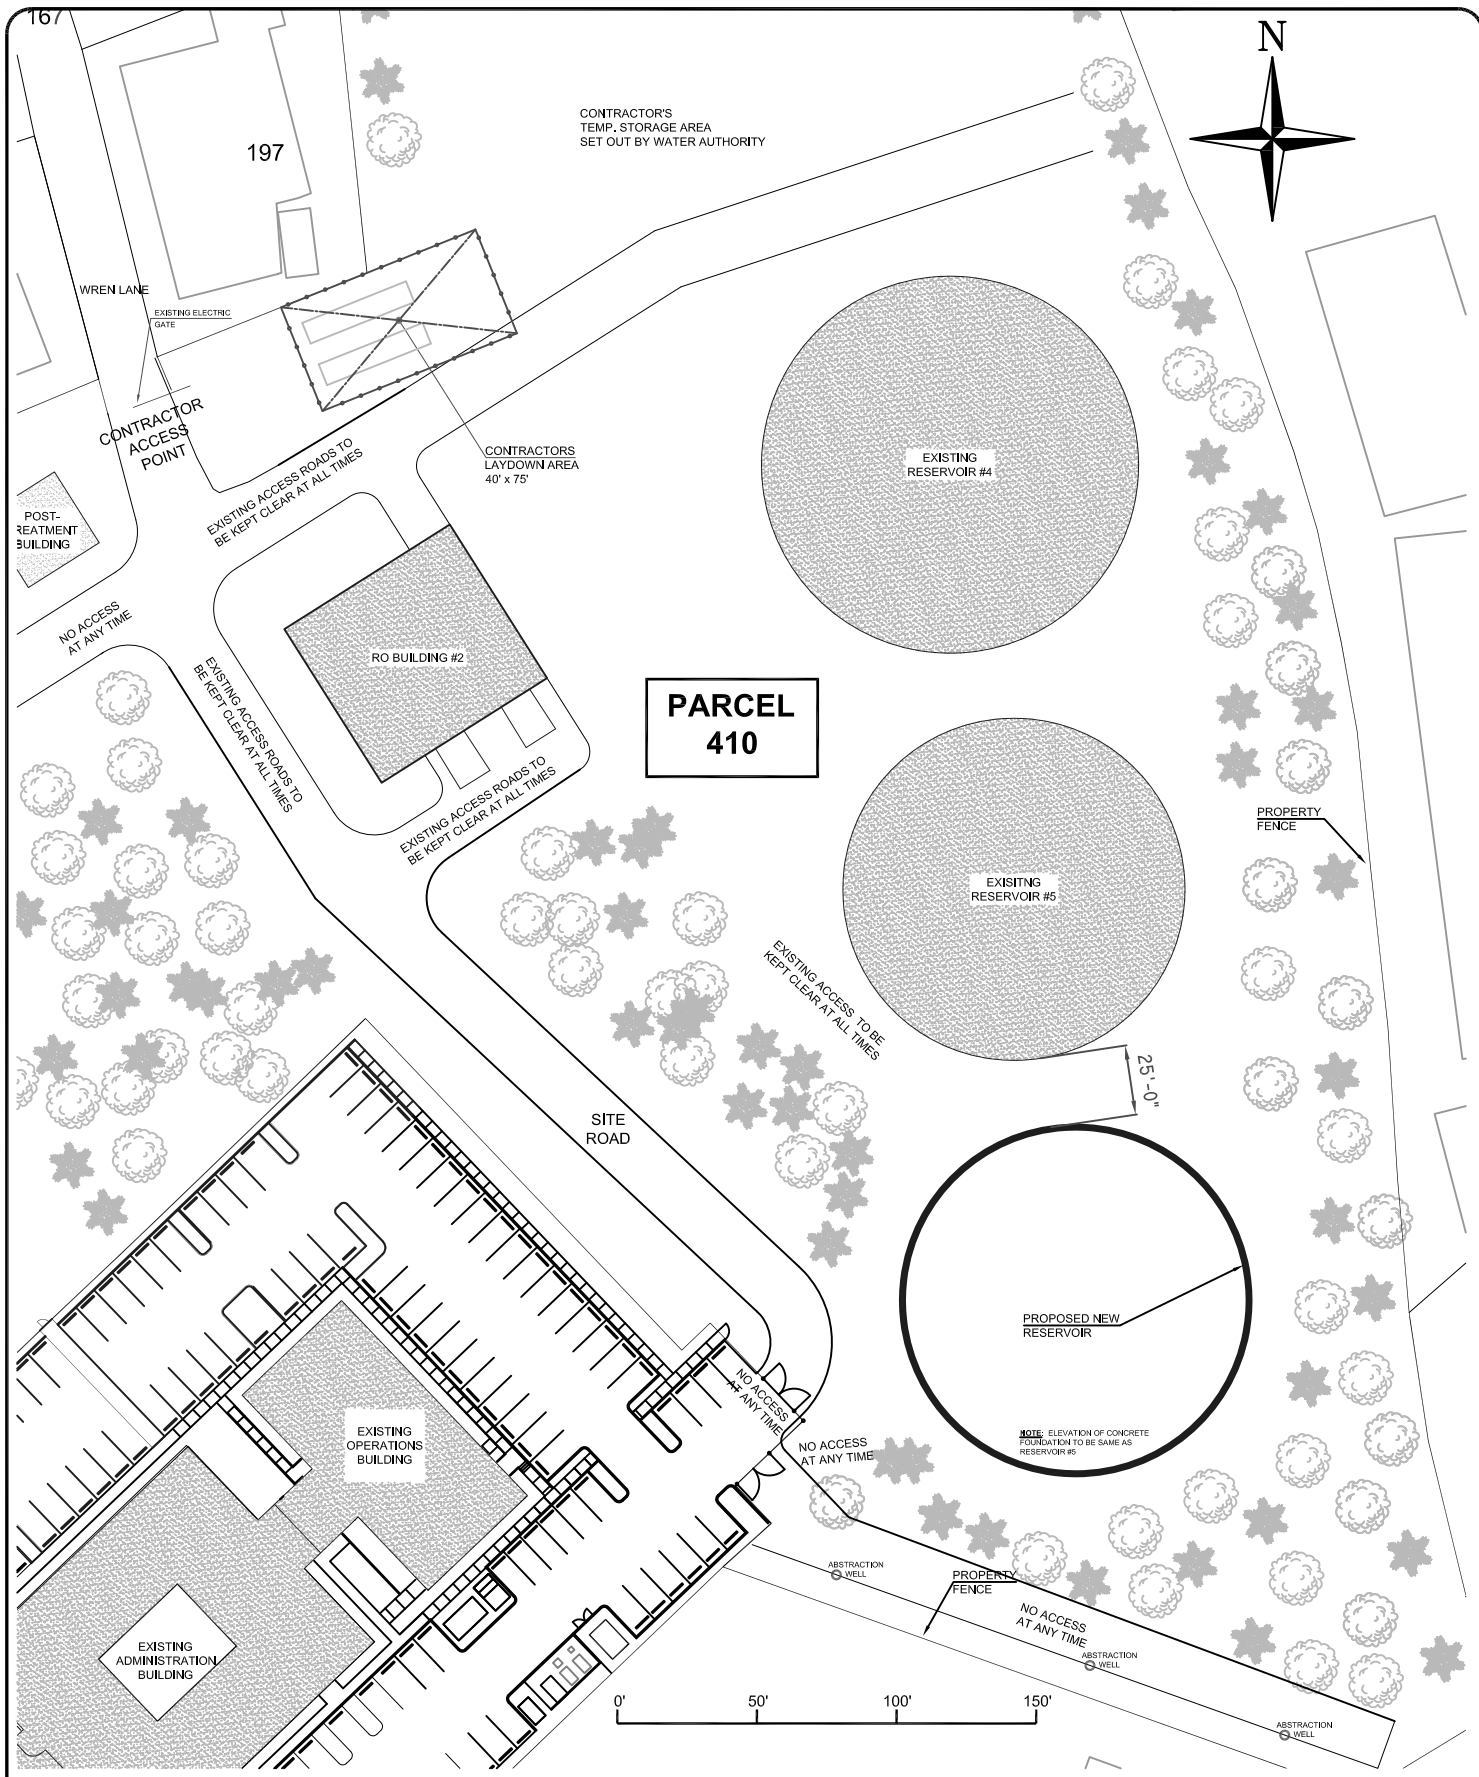 167
N
CONTRACTOR'S
TEMP. STORAGE AREA
SET OUT BY WATER AUTHORITY
197
WREN LANE
EXISTING ELECTRIC
GATE
CONTRACTOR
ACCESS
POINT
CONTRACTORS
LAYDOWN AREA
40' x 75'
EXISTING
RESERVOIR #4
EXISTING ACCESS ROADS TO
BE KEPT CLEAR AT ALL TIMES
POST-
REATMENT
BUILDING
NO ACCESS
AT ANY TIME
RO BUILDING #2
EXISTING ACCESS ROADS TO
BE KEPT CLEAR AT ALL TIMES
PARCEL
410
EXISTING ACCESS ROADS TO
BE KEPT CLEAR AT ALL TIMES
PROPERTY
FENCE
EXISITNG
RESERVOIR #5
EXISTING ACCESS TO BE
KEPT CLEAR AT ALL TIMES
25'-0"
SITE
ROAD
PROPOSED NEW
RESERVOIR
NO ACCESS
AT ANY TIME
EXISTING
OPERATIONS
BUILDING
NO ACCESS
AT ANY TIME
NOTE: ELEVATION OF CONCRETE
FOUNDATION TO BE SAME AS
RESERVOIR #5
ABSTRACTION
WELL
PROPERTY
FENCE
NO ACCESS
AT ANY TIME
EXISTING
ADMINISTRATION
BUILDING
ABSTRACTION
WELL
0' 50' 100' 150'
ABSTRACTION
WELL